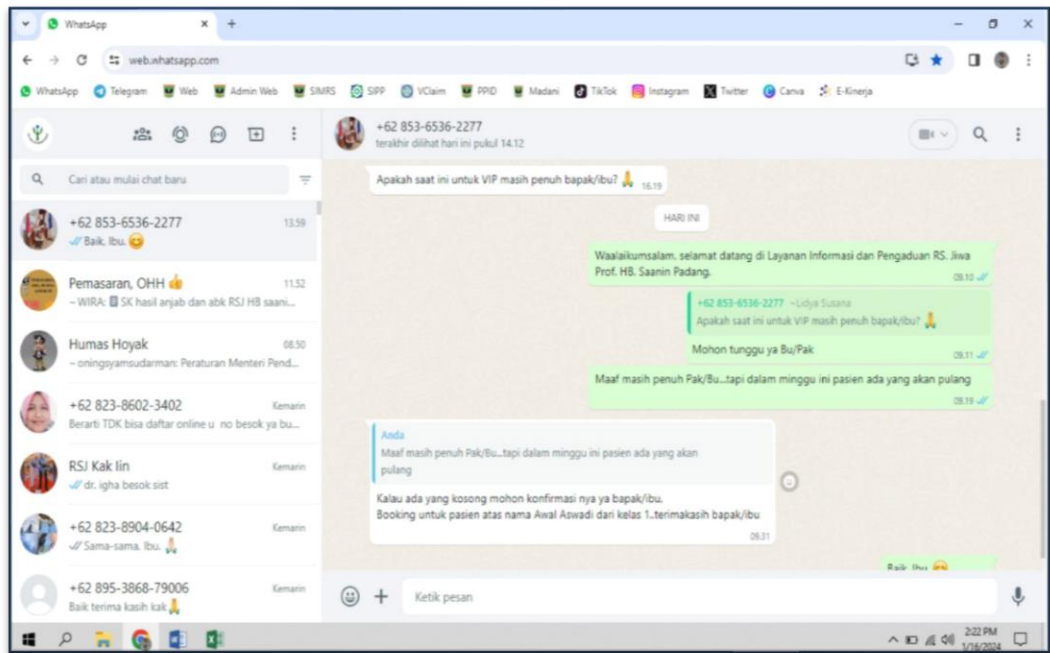 WhatsApp
web.whatsapp.com
WhatsApp Telegram Web Admin Web SIMRS SIPP VClaim PPID Madani TikTok Instagram Twitter Canva E-Kinerja
+62 853-6536-2277
terakhir dilihat hari ini pukul 14.12
Cari atau mulai chat baru
+62 853-6536-2277 13.59
Baik, Ibu. 😊
Pemasaran, OHH 👍 11.52
~ WIRA: SK hasil anjab dan abk RSJ HB saani...
Humas Hoyak 08.50
~ oningsyamsudarman: Peraturan Menteri Pend...
+62 823-8602-3402 Kemarin
Berarti TDK bisa daftar online u no besok ya bu...
RSJ Kak Iin Kemarin
dr. igha besok sist
+62 823-8904-0642 Kemarin
Sama-sama, Ibu. 🙏
+62 895-3868-79006 Kemarin
Baik terima kasih kak 🙏
Apakah saat ini untuk VIP masih penuh bapak/ibu? 🙏 16.19
HARI INI
Waalaikumsalam, selamat datang di Layanan Informasi dan Pengaduan RS. Jiwa
Prof. HB. Saanin Padang. 09.10
+62 853-6536-2277 ~Lidya Susana
Apakah saat ini untuk VIP masih penuh bapak/ibu? 🙏
Mohon tunggu ya Bu/Pak 09.11
Maaf masih penuh Pak/Bu...tapi dalam minggu ini pasien ada yang akan pulang
09.19
Anda
Maaf masih penuh Pak/Bu...tapi dalam minggu ini pasien ada yang akan
pulang
Kalau ada yang kosong mohon konfirmasi nya ya bapak/ibu.
Booking untuk pasien atas nama Awal Aswadi dari kelas 1..terimakasih bapak/ibu
09.31
Baik, Ibu 😊
Ketik pesan
2:22 PM
1/16/2024